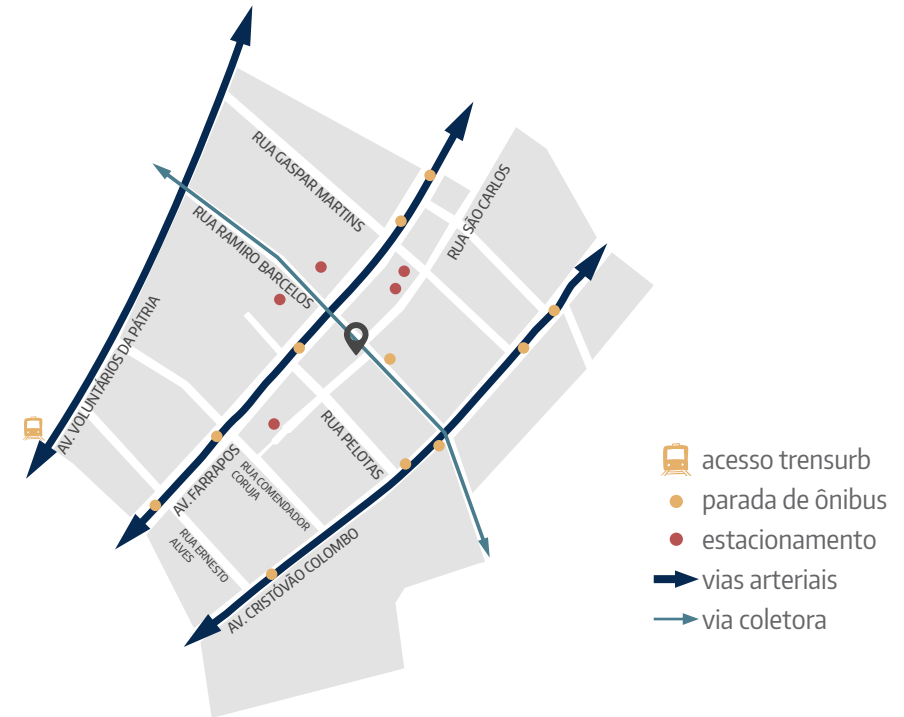 RUA GASPAR MARTINS
RUA SÃO CARLOS
RUA RAMIRO BARCELOS
AV. VOLUNTÁRIOS DA PÁTRIA
RUA PELOTAS
AV. FARRAPOS
RUA COMENDADOR
CORUJA
RUA ERNESTO
ALVES
AV. CRISTÓVÃO COLOMBO
acesso trensurb
parada de ônibus
estacionamento
vias arteriais
via coletora